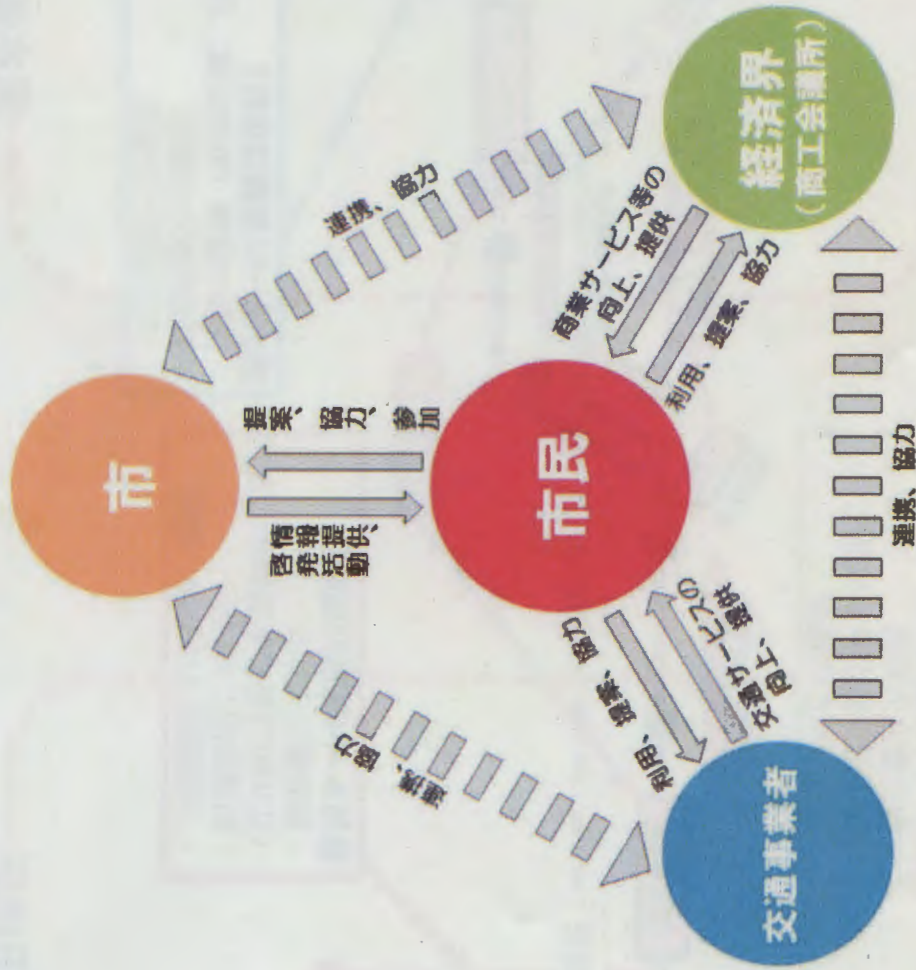 市
連携、協力
連携、協力
提案、協力、参加
情報提供、
啓発活動
市民
商業サービス等の
向上、提供
利用、提案、協力
利用、提案、協力
交通サービスの
向上、提供
経済界
（商工会議所）
交通事業者
連携、協力